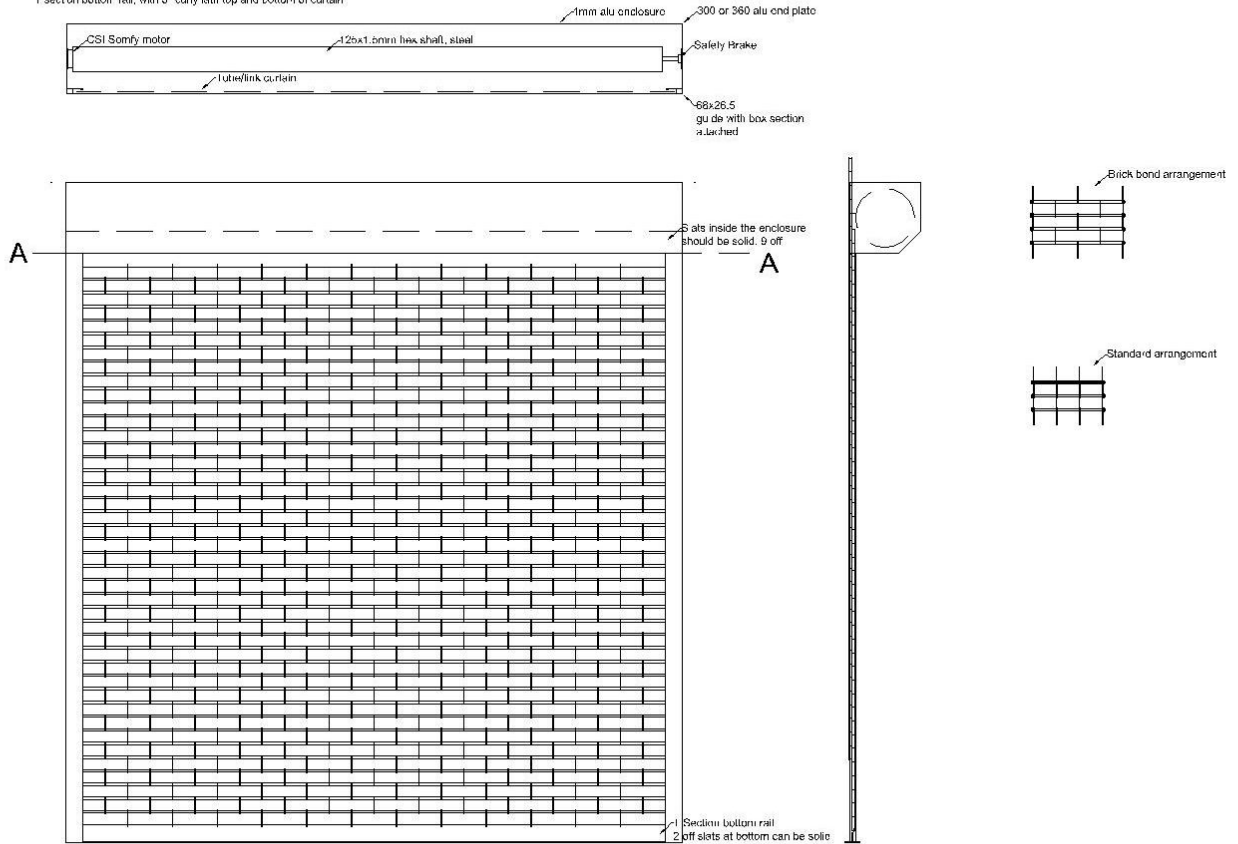 section bottom rail, with 3" curly lath top and bottom of curtain
1mm alu enclosure
300 or 360 alu end plate
CSI Somfy motor
125x1.5mm hex shaft, steel
Safety Brake
Tube/link curtain
68x26.5
guide with box section
attached
Brick bond arrangement
Slats inside the enclosure
should be solid. 9 off
A
A
Standard arrangement
Section bottom rail
2 off slats at bottom can be solid